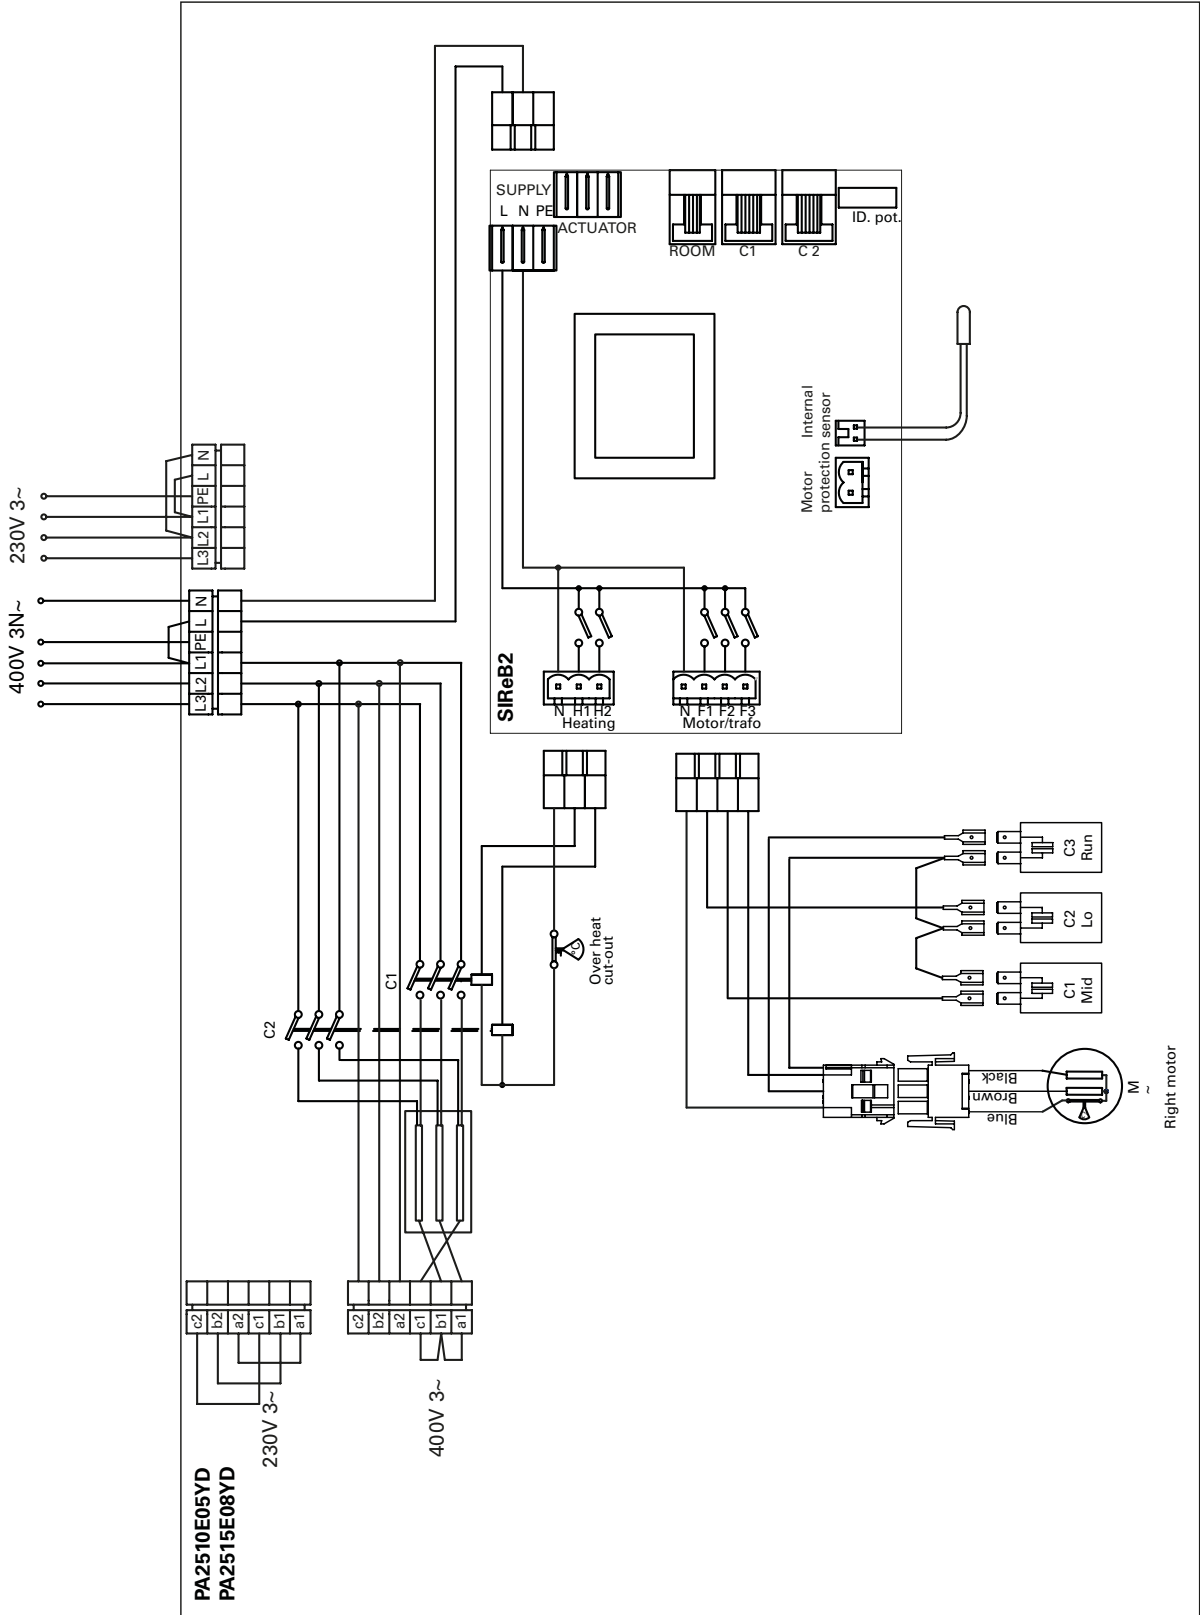 230V 3~
400V 3N~
L3 L2 L1 PE L N
L3 L2 L1 PE L N
SUPPLY
L N PE
ACTUATOR
ROOM
C1
C 2
ID. pot.
Internal
Motor
protection sensor
SIReB2
N H1 H2
Heating
N F1 F2 F3
Motor/trafo
C1
C2
°C
Over heat
cut-out
C3
Run
C2
Lo
C1
Mid
Black
Brown
Blue
M
~
Right motor
c2
b2
a2
c1
b1
a1
c2
b2
a2
c1
b1
a1
230V 3~
400V 3~
PA2510E05YD
PA2515E08YD